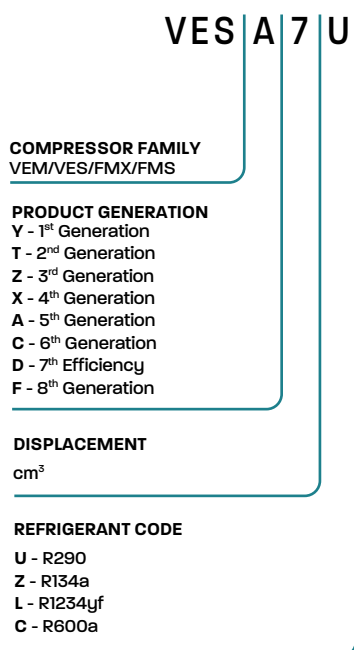 VES A 7 U
COMPRESSOR FAMILY
VEM/VES/FMX/FMS
PRODUCT GENERATION
Y - 1st Generation
T - 2nd Generation
Z - 3rd Generation
X - 4th Generation
A - 5th Generation
C - 6th Generation
D - 7th Efficiency
F - 8th Generation
DISPLACEMENT
cm³
REFRIGERANT CODE
U - R290
Z - R134a
L - R1234yf
C - R600a